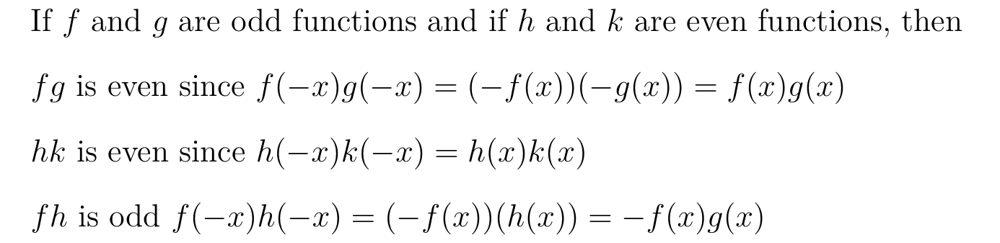 If f and g are odd functions and if h and k are even functions, then
fg is even since f(−x)g(−x) = (−f(x))(−g(x)) = f(x)g(x)
hk is even since h(−x)k(−x) = h(x)k(x)
fh is odd f(−x)h(−x) = (−f(x))(h(x)) = −f(x)g(x)